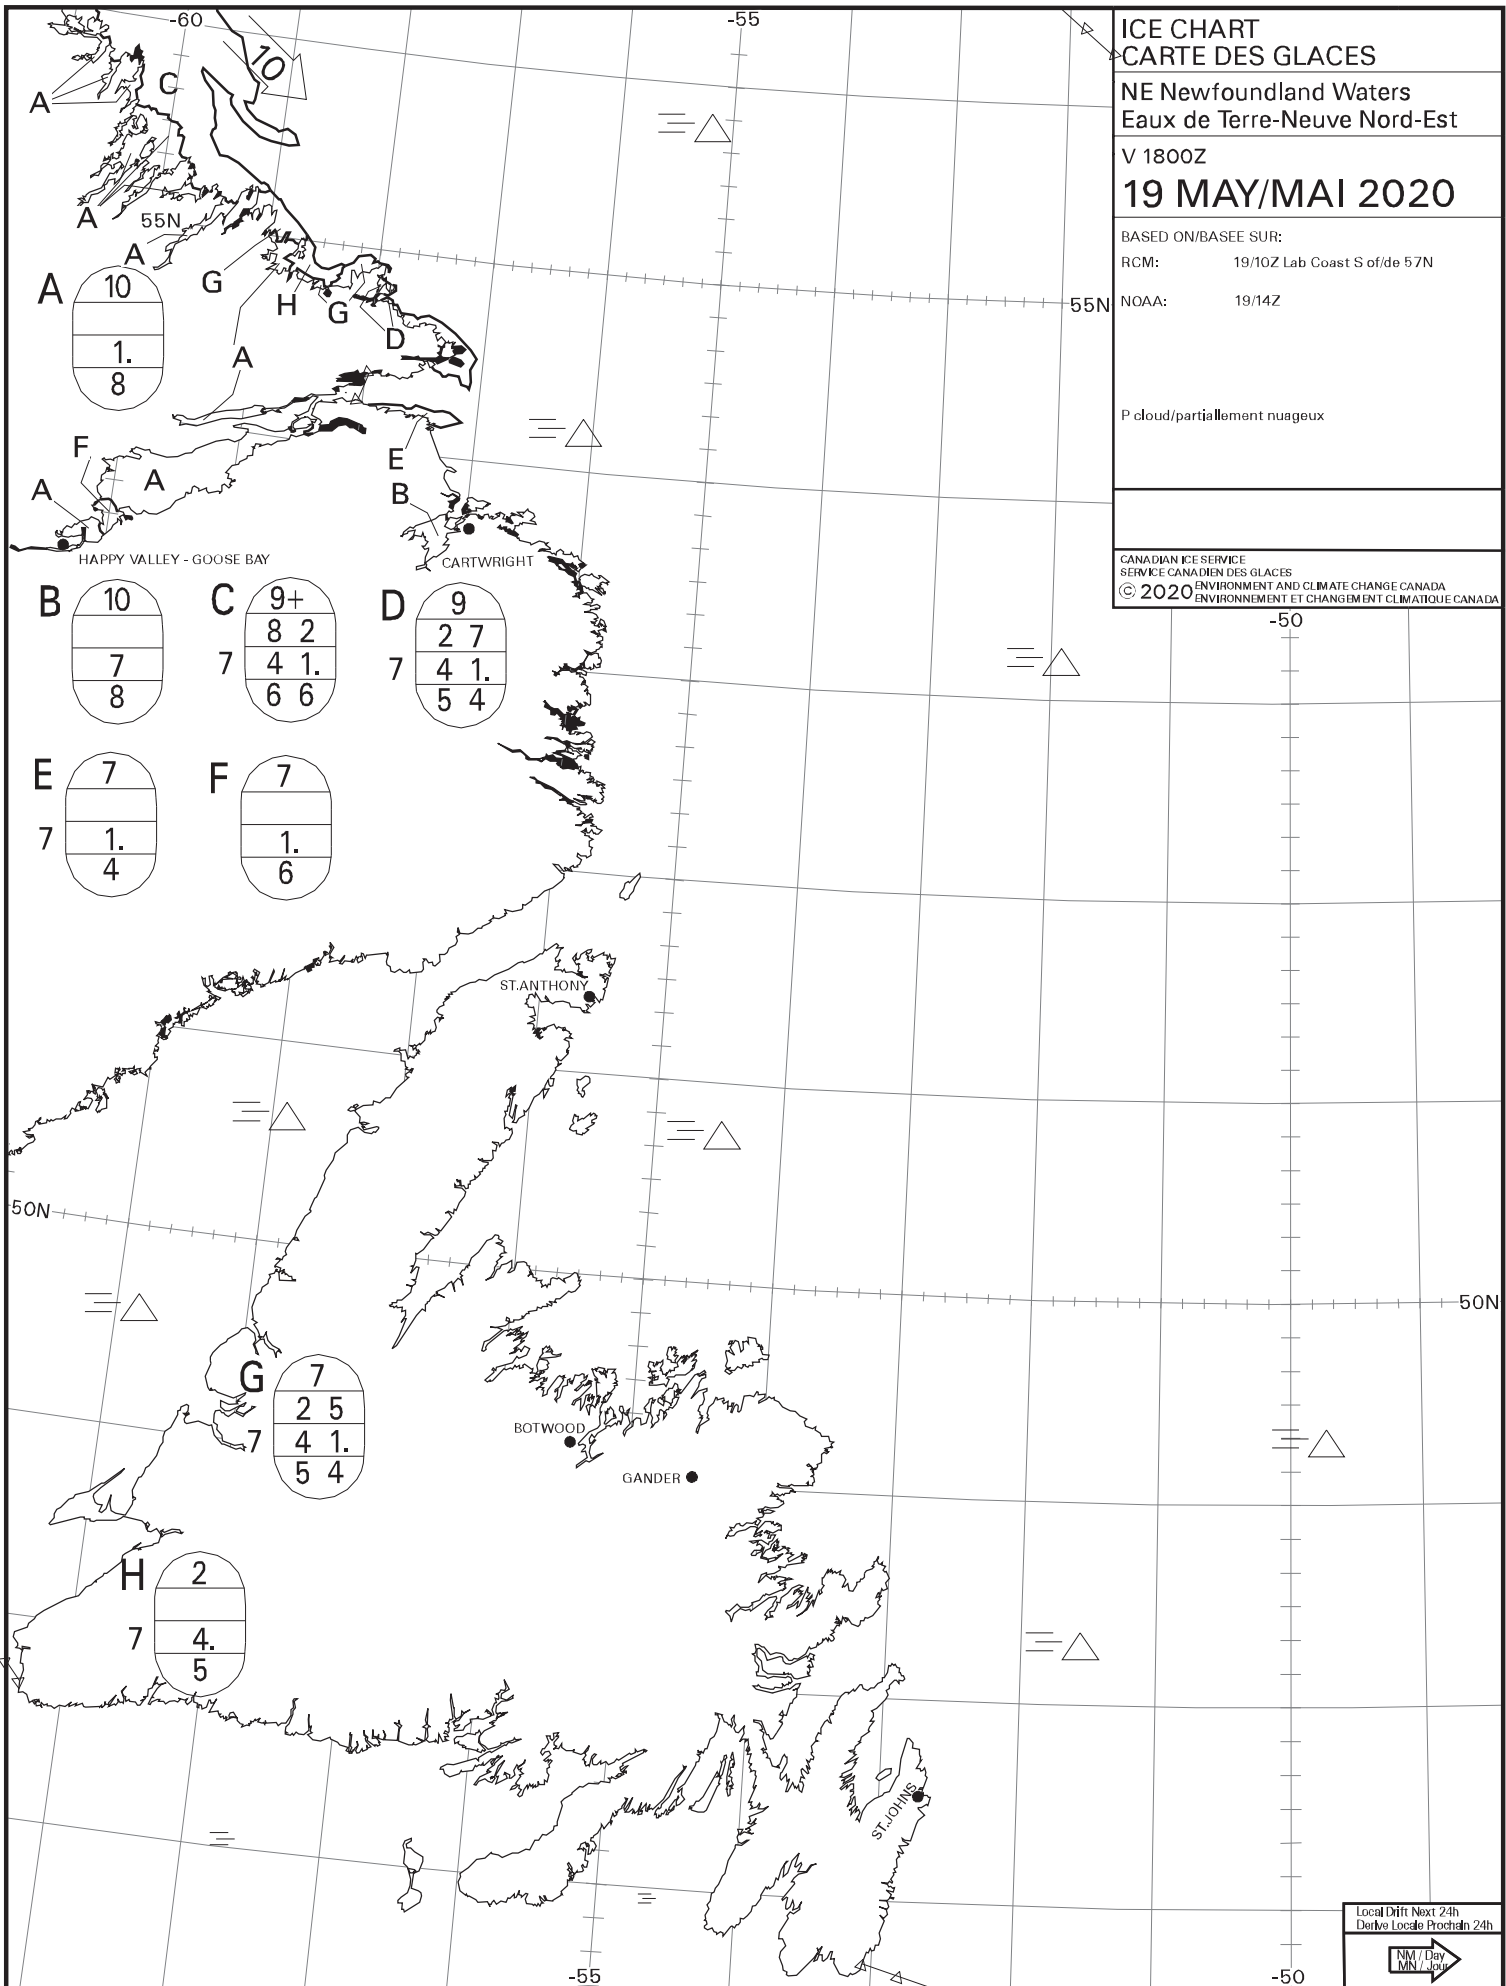 -60
-55
ICE CHART
CARTE DES GLACES
NE Newfoundland Waters
Eaux de Terre-Neuve Nord-Est
V 1800Z
19 MAY/MAI 2020
BASED ON/BASEE SUR:
RCM: 19/10Z Lab Coast S of/de 57N
NOAA: 19/14Z
P cloud/partiallement nuageux
CANADIAN ICE SERVICE
SERVICE CANADIEN DES GLACES
© 2020 ENVIRONMENT AND CLIMATE CHANGE CANADA
ENVIRONNEMENT ET CHANGEMENT CLIMATIQUE CANADA
10
C
A
A
55N
A
G
H
G
D
A
55N
A
10
1.
8
F
A
A
E
B
HAPPY VALLEY - GOOSE BAY
CARTWRIGHT
B
10
7
8
C
9+
8 2
7 4 1.
6 6
D
9
2 7
7 4 1.
5 4
-50
E
7
7 1.
4
F
7
1.
6
ST.ANTHONY
50N
50N
G
7
2 5
7 4 1.
5 4
BOTWOOD
GANDER
H
2
7 4.
5
ST.JOHNS
-55
-50
Local Drift Next 24h
Derive Locale Prochain 24h
NM / Day
MN / Jour